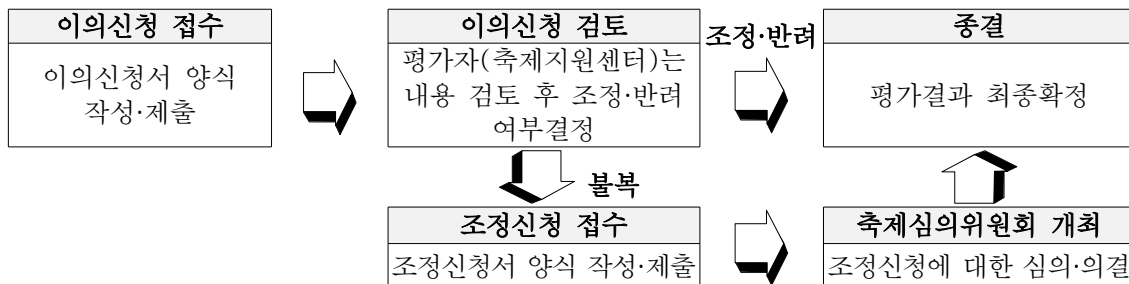 이의신청 접수
이의신청서 양식
작성·제출
이의신청 검토
평가자(축제지원센터)는
내용 검토 후 조정·반려
여부결정
조정·반려
종결
평가결과 최종확정
불복
조정신청 접수
조정신청서 양식 작성·제출
축제심의위원회 개최
조정신청에 대한 심의·의결